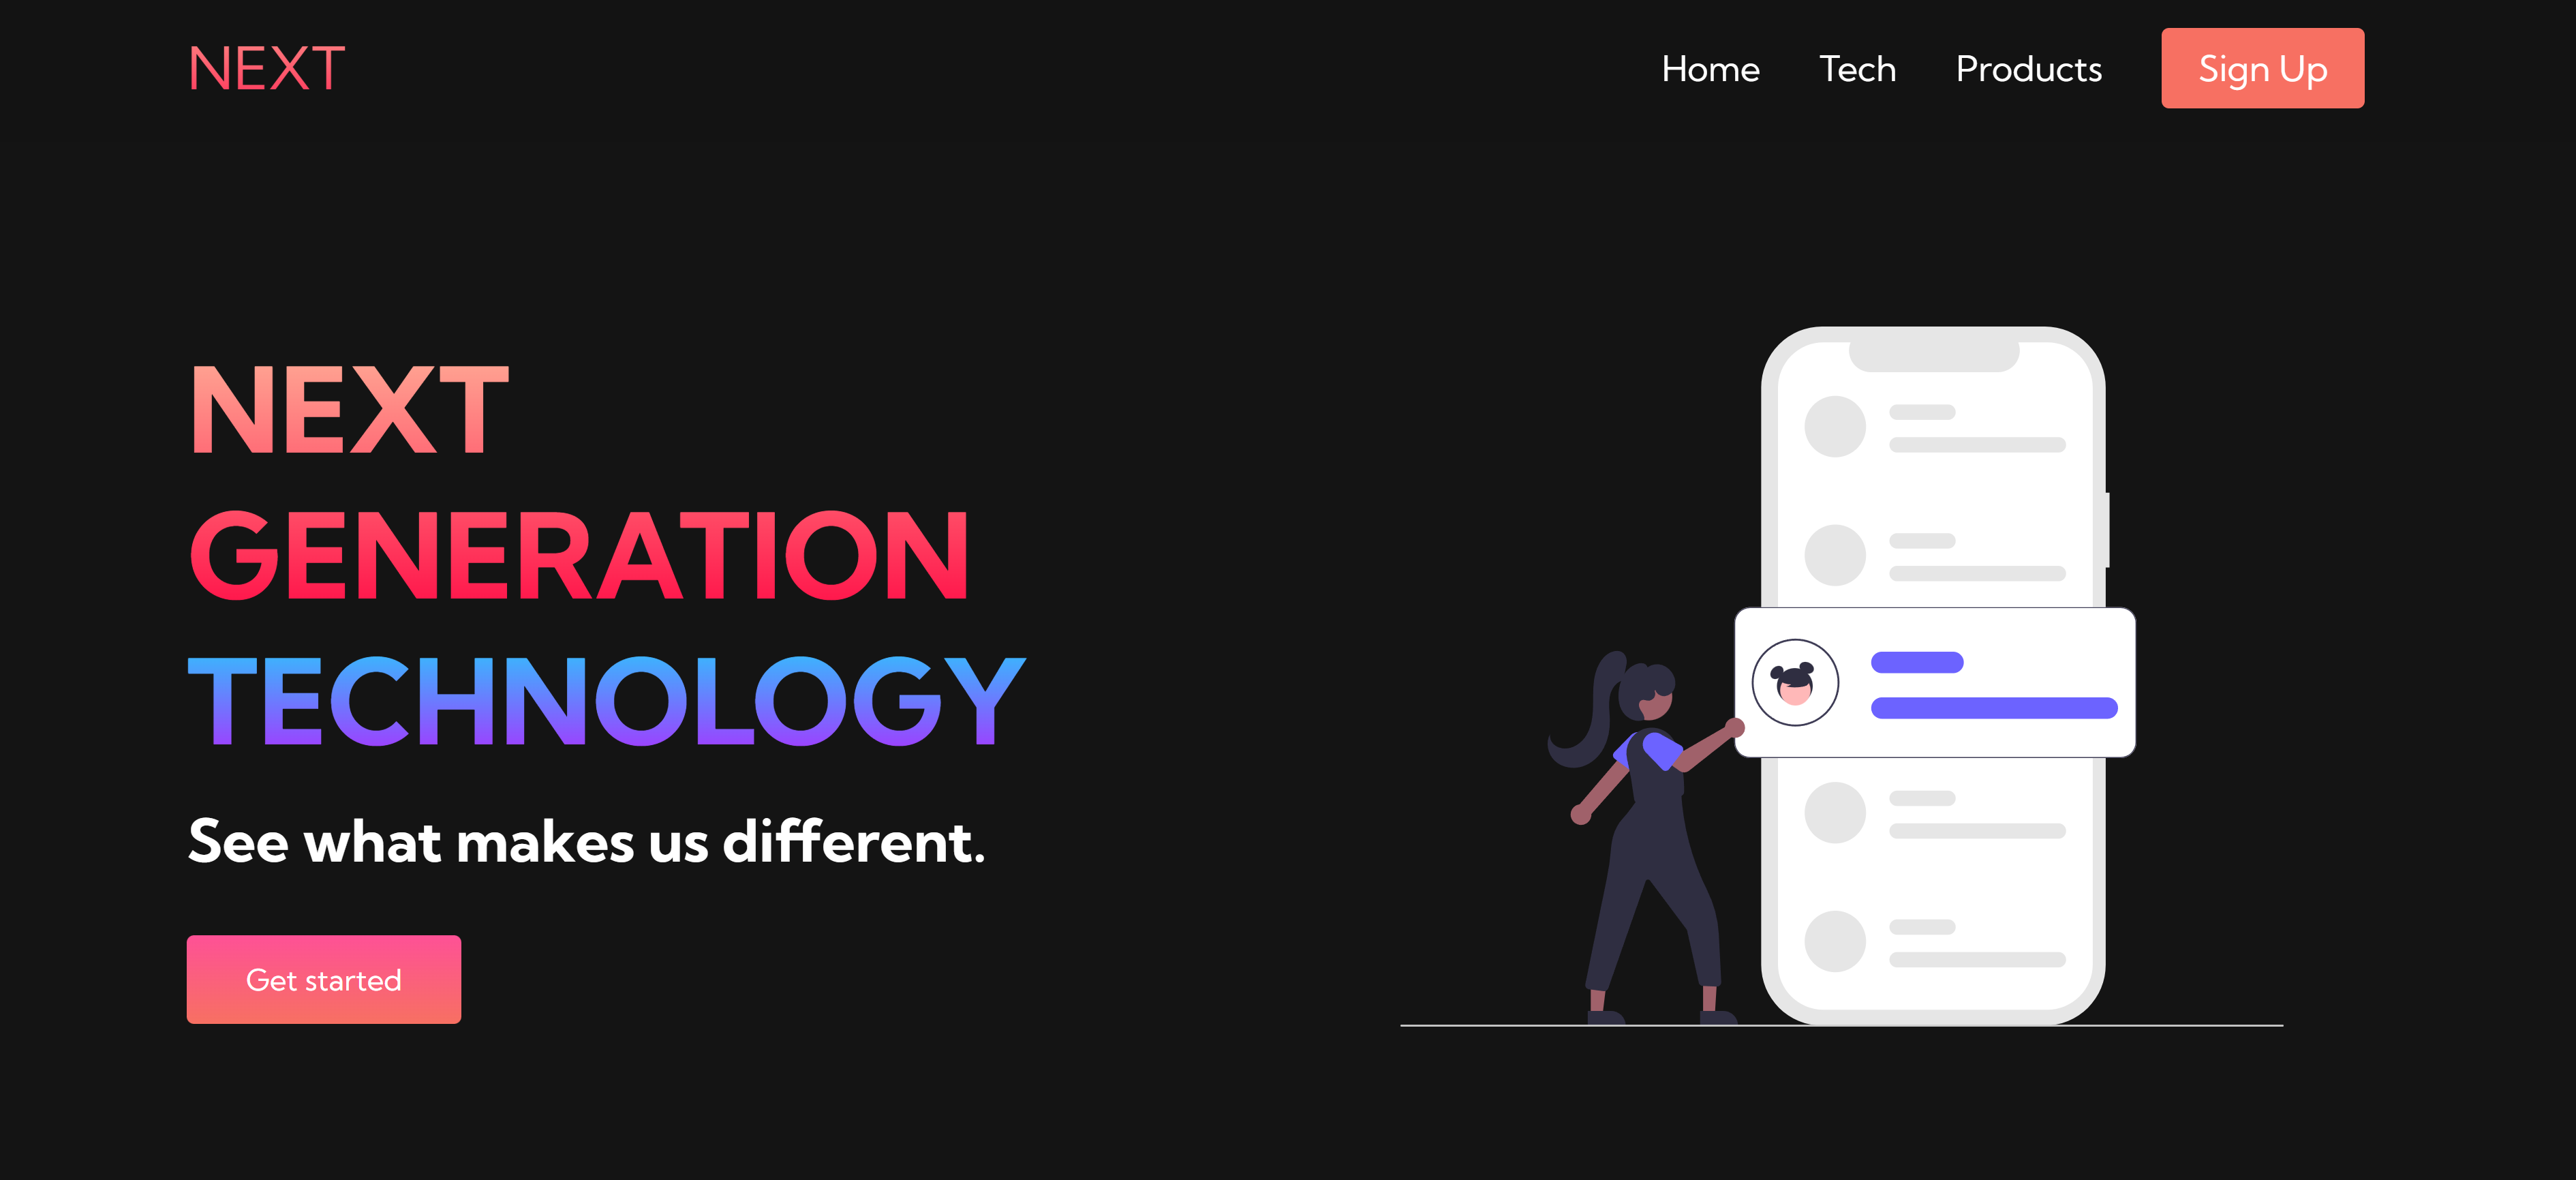 NEXT
Home
Tech
Products
Sign Up
NEXT
GENERATION
TECHNOLOGY
See what makes us different.
Get started